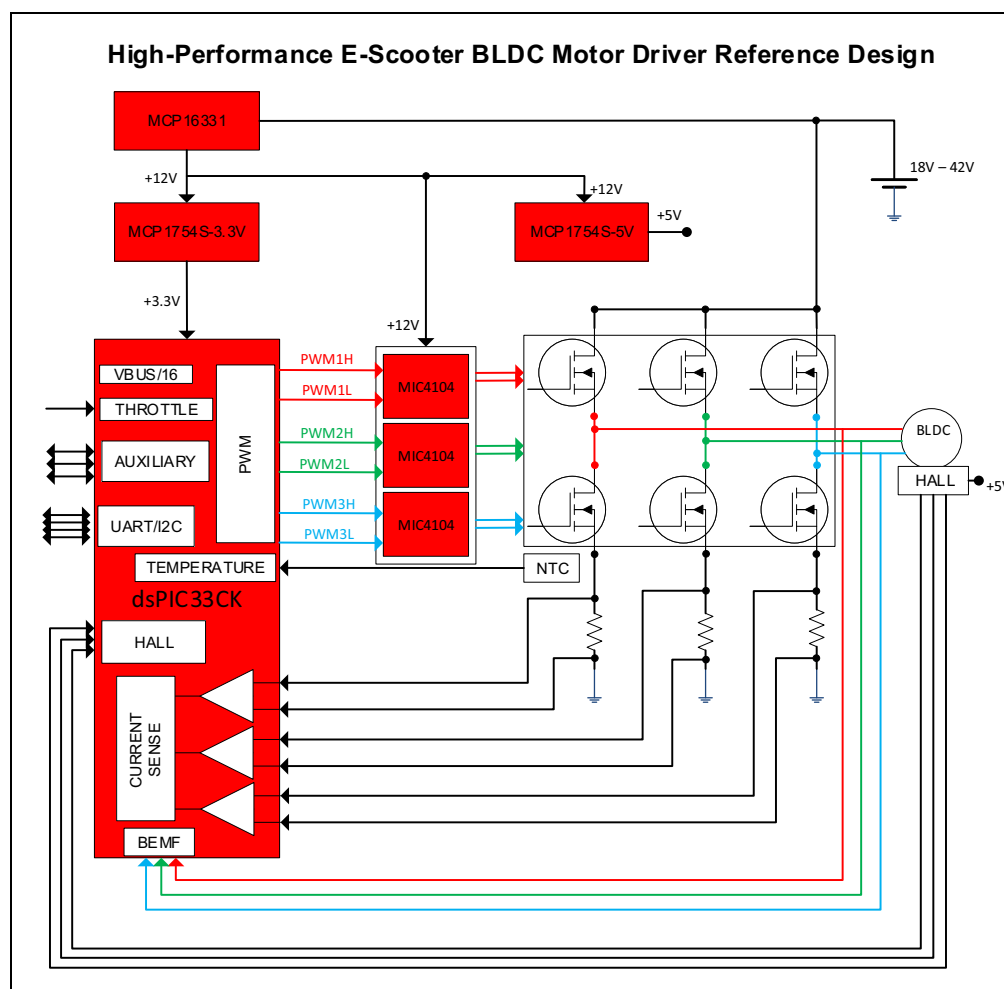 High-Performance E-Scooter BLDC Motor Driver Reference Design
MCP16331
18V – 42V
+12V
+12V
+5V
MCP1754S-3.3V
MCP1754S-5V
+3.3V
+12V
VBUS/16
THROTTLE
AUXILIARY
UART/I2C
PWM
PWM1H
PWM1L
PWM2H
PWM2L
PWM3H
PWM3L
MIC4104
MIC4104
MIC4104
BLDC
HALL
+5V
TEMPERATURE
NTC
dsPIC33CK
HALL
CURRENT
SENSE
BEMF